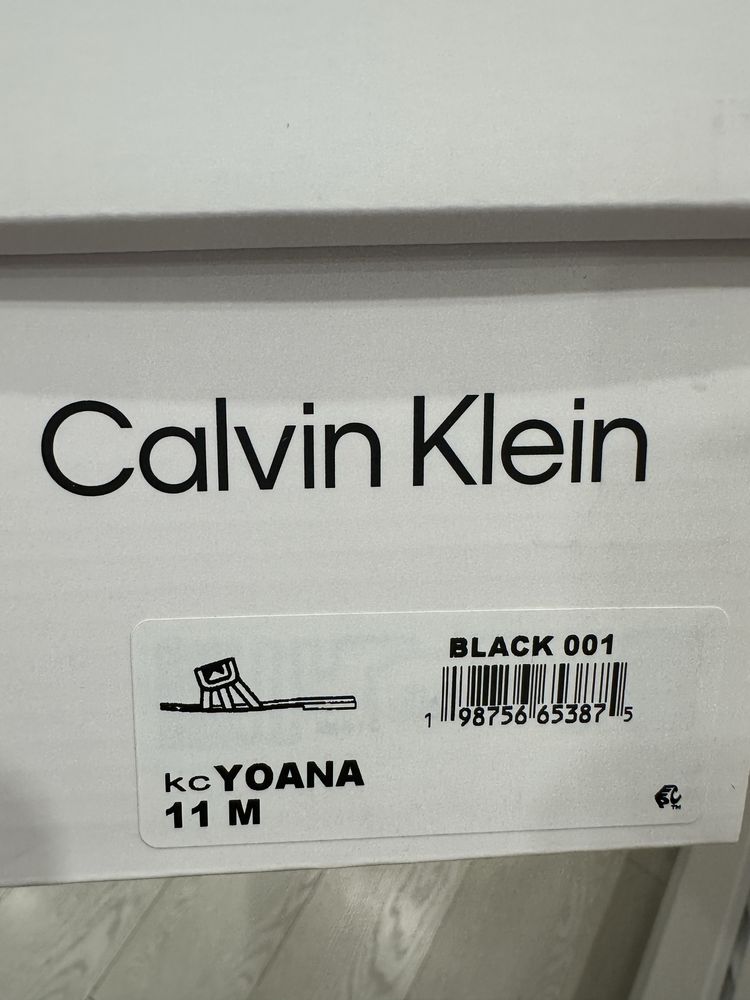 Calvin Klein
BLACK 001
1 98756 65387 5
kc YOANA
11 M